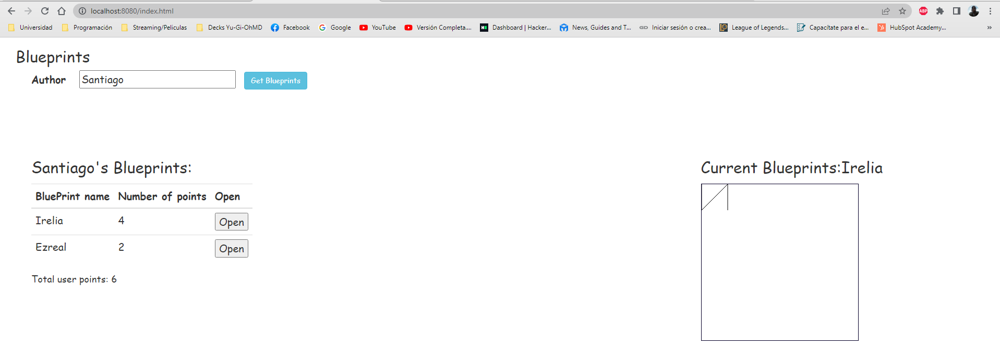 localhost:8080/index.html
ABP
Universidad Programación Streaming/Peliculas Decks Yu-Gi-OhMD Facebook Google YouTube Versión Completa.... Dashboard | Hacker... News, Guides and T... Iniciar sesión o crea... League of Legends... Capacítate para el e... HubSpot Academy... »
Blueprints
Author Santiago Get Blueprints
Santiago's Blueprints: Current Blueprints:Irelia
BluePrint name Number of points Open
Irelia 4 Open
Ezreal 2 Open
Total user points: 6